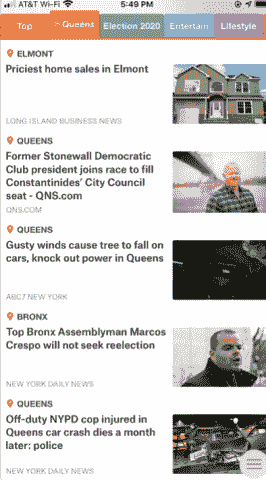 AT&T Wi-Fi 5:49 PM
Top Queens Election 2020 Entertain Lifestyle
ELMONT
Priciest home sales in Elmont
LONG ISLAND BUSINESS NEWS
QUEENS
Former Stonewall Democratic
Club president joins race to fill
Constantinides' City Council
seat - QNS.com
QNS.COM
QUEENS
Gusty winds cause tree to fall on
cars, knock out power in Queens
ABC7 NEW YORK
BRONX
Top Bronx Assemblyman Marcos
Crespo will not seek reelection
NEW YORK DAILY NEWS
QUEENS
Off-duty NYPD cop injured in
Queens car crash dies a month
later: police
NEW YORK DAILY NEWS